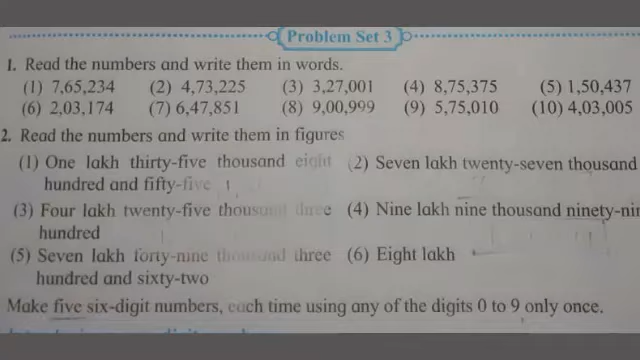 Problem Set 3
1. Read the numbers and write them in words.
(1) 7,65,234 (2) 4,73,225 (3) 3,27,001 (4) 8,75,375 (5) 1,50,437
(6) 2,03,174 (7) 6,47,851 (8) 9,00,999 (9) 5,75,010 (10) 4,03,005
2. Read the numbers and write them in figures
(1) One lakh thirty-five thousand eight (2) Seven lakh twenty-seven thousand
hundred and fifty-five
(3) Four lakh twenty-five thousand three (4) Nine lakh nine thousand ninety-nin
hundred
(5) Seven lakh forty-nine thousand three (6) Eight lakh
hundred and sixty-two
Make five six-digit numbers, each time using any of the digits 0 to 9 only once.